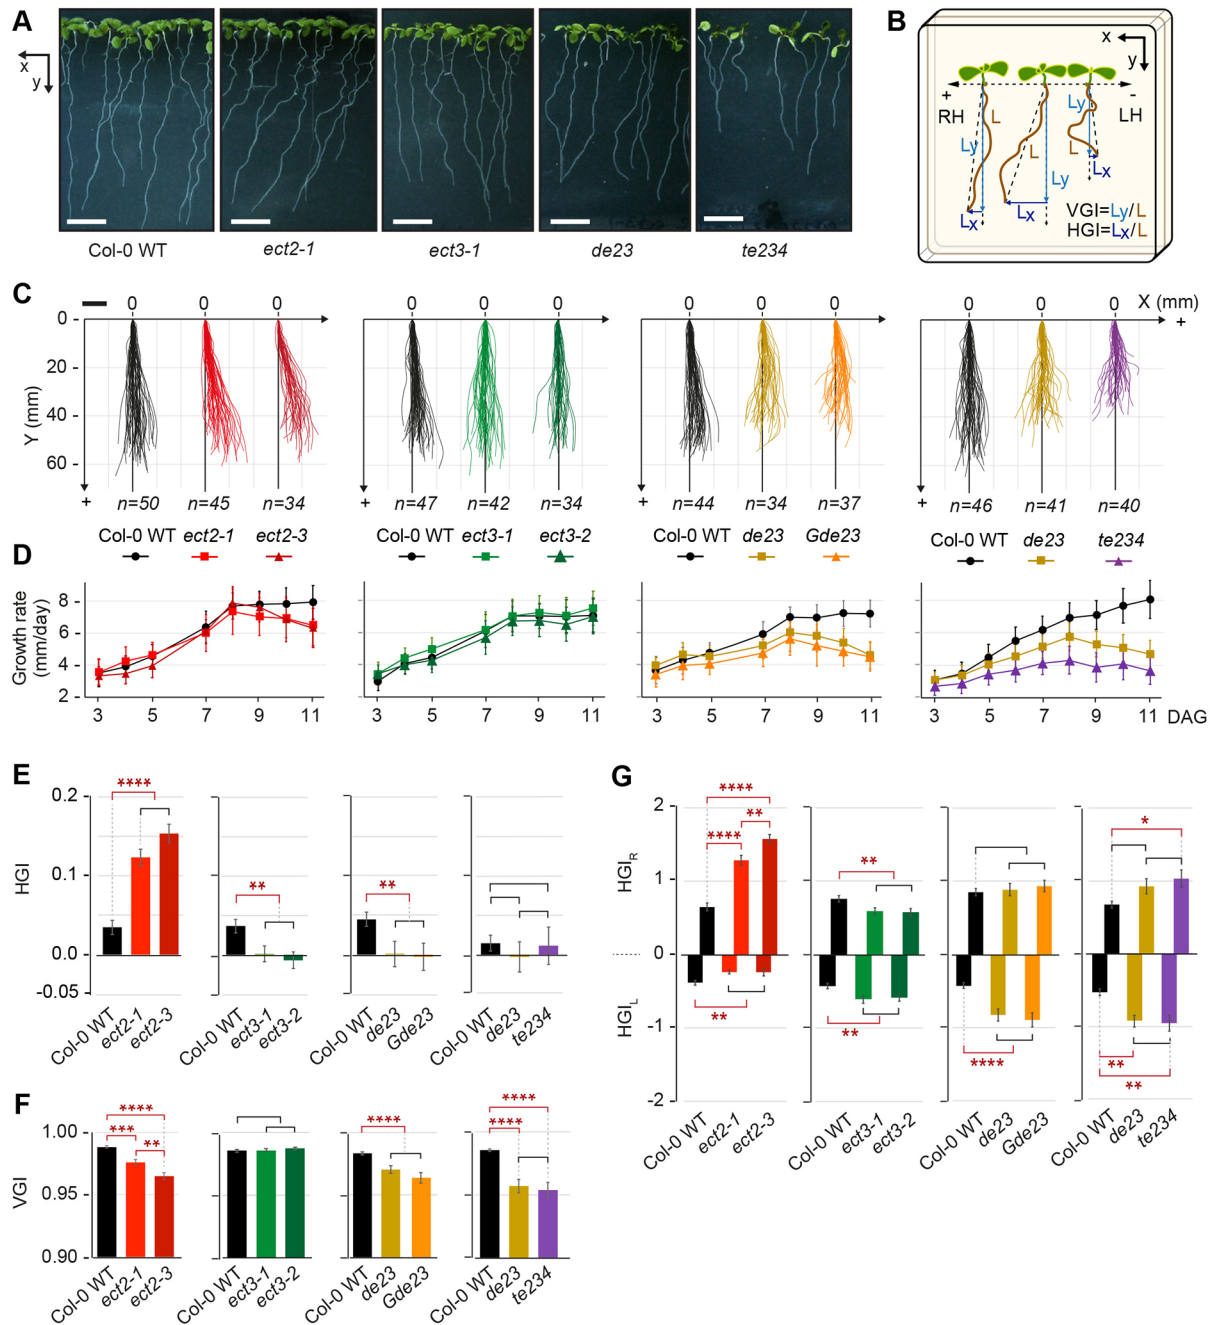 A
x
y
Col-0 WT
ect2-1
ect3-1
de23
te234
B
x
y
+
-
RH
LH
L
Ly
Lx
L
Ly
Lx
Ly
L
Lx
VGI=Ly/L
HGI=Lx/L
C
0 0 0
0 0 0
0 0 0
0 0 0 X (mm)
+
Y (mm)
0
20
40
60
+ n=50 n=45 n=34
+ n=47 n=42 n=34
+ n=44 n=34 n=37
+ n=46 n=41 n=40
Col-0 WT ect2-1 ect2-3
Col-0 WT ect3-1 ect3-2
Col-0 WT de23 Gde23
Col-0 WT de23 te234
D
Growth rate
(mm/day)
8
6
4
2
3 5 7 9 11
3 5 7 9 11
3 5 7 9 11
3 5 7 9 11 DAG
E
HGI
0.2
0.1
0.0
-0.05
****
**
**
Col-0 WT ect2-1 ect2-3
Col-0 WT ect3-1 ect3-2
Col-0 WT de23 Gde23
Col-0 WT de23 te234
F
VGI
1.00
0.95
0.90
****
***
**
****
****
****
Col-0 WT ect2-1 ect2-3
Col-0 WT ect3-1 ect3-2
Col-0 WT de23 Gde23
Col-0 WT de23 te234
G
HGIR
HGIL
2
1
0
-1
-2
****
**
****
**
**
**
****
*
**
**
Col-0 WT ect2-1 ect2-3
Col-0 WT ect3-1 ect3-2
Col-0 WT de23 Gde23
Col-0 WT de23 te234